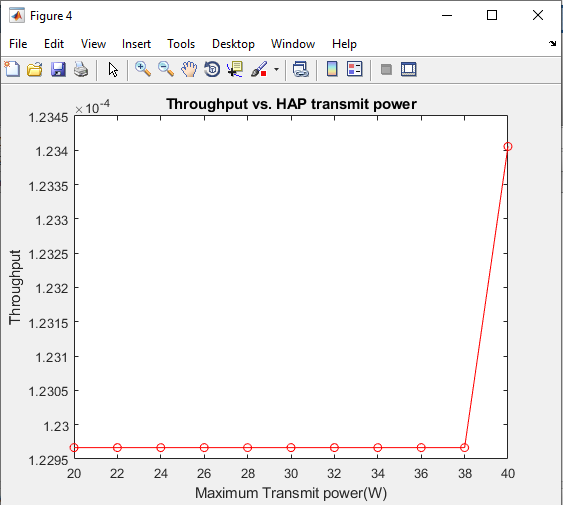 Figure 4
File Edit View Insert Tools Desktop Window Help
×10⁻⁴
Throughput vs. HAP transmit power
1.2345
1.234
1.2335
1.233
1.2325
1.232
1.2315
1.231
1.2305
1.23
1.2295
Throughput
20 22 24 26 28 30 32 34 36 38 40
Maximum Transmit power(W)